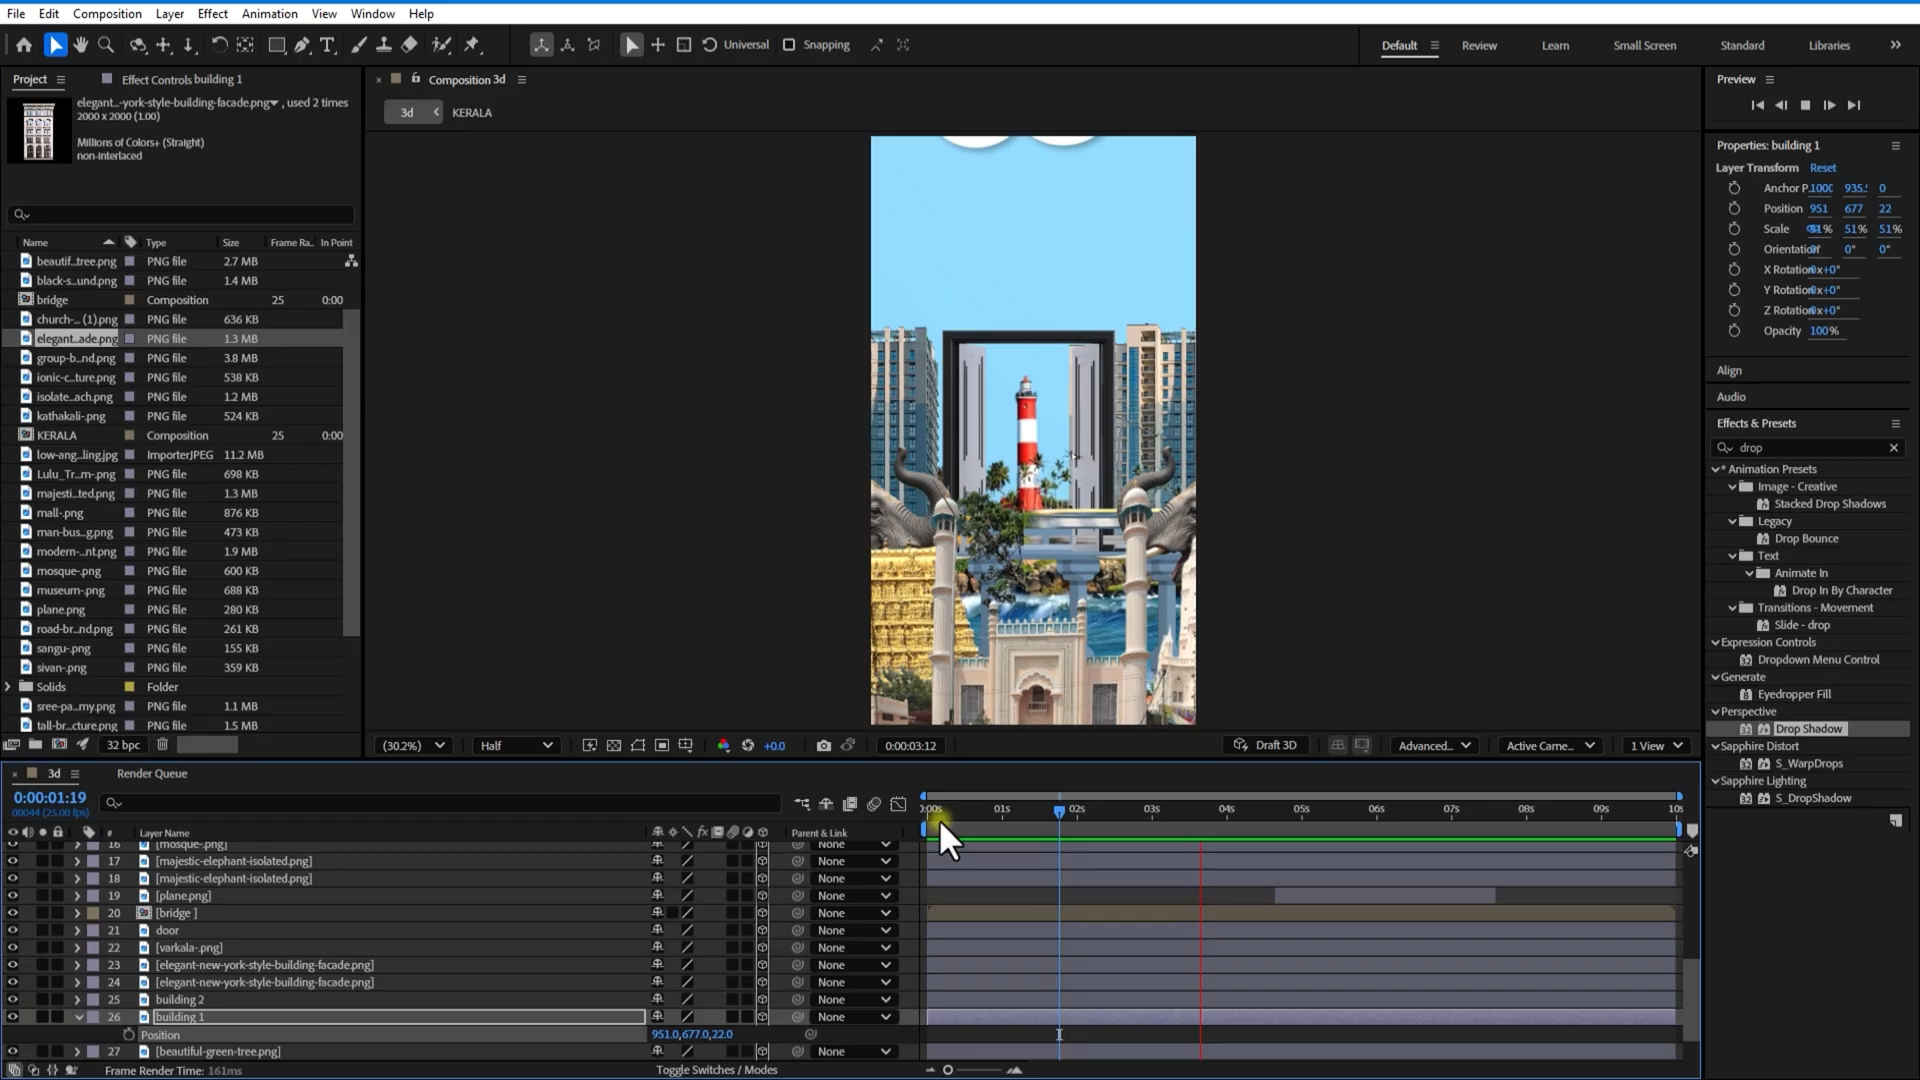 File Edit Composition Layer Effect Animation View Window Help
Universal Snapping Default Review Learn Small Screen Standard Libraries
Project Effect Controls building 1
elegant...-york-style-building-facade.png , used 2 times
2000 x 2000 (1.00)
Millions of Colors+ (Straight)
non-interlaced
Name Type Size Frame Ra.. In Point
beautif...tree.png PNG file 2.7 MB
black-s...und.png PNG file 1.4 MB
bridge Composition 25 0:00
church-... (1).png PNG file 636 KB
elegant...ade.png PNG file 1.3 MB
group-b...nd.png PNG file 3.8 MB
ionic-c...ture.png PNG file 538 KB
isolate...ach.png PNG file 1.2 MB
kathakali-.png PNG file 524 KB
KERALA Composition 25 0:00
low-ang...ling.jpg ImporterJPEG 11.2 MB
Lulu_Tr...m-.png PNG file 698 KB
majesti...ted.png PNG file 1.3 MB
mall-.png PNG file 876 KB
man-bus...g.png PNG file 473 KB
modern-...nt.png PNG file 1.9 MB
mosque-.png PNG file 600 KB
museum-.png PNG file 688 KB
plane.png PNG file 280 KB
road-br...nd.png PNG file 261 KB
sangu-.png PNG file 155 KB
sivan-.png PNG file 359 KB
Solids Folder
sree-pa...my.png PNG file 1.1 MB
tall-br...cture.png PNG file 1.5 MB
32 bpc
Composition 3d
3d KERALA
(30.2%) Half +0.0 0:00:03:12 Draft 3D Advanced... Active Came... 1 View
Preview
Properties: building 1
Layer Transform Reset
Anchor P. 1000 935. 0
Position 951 677 22
Scale 51% 51% 51%
Orientation 0° 0° 0°
X Rotation 0x+0°
Y Rotation 0x+0°
Z Rotation 0x+0°
Opacity 100%
Align
Audio
Effects & Presets
drop
* Animation Presets
Image - Creative
Stacked Drop Shadows
Legacy
Drop Bounce
Text
Animate In
Drop In By Character
Transitions - Movement
Slide - drop
Expression Controls
Dropdown Menu Control
Generate
Eyedropper Fill
Perspective
Drop Shadow
Sapphire Distort
S_WarpDrops
Sapphire Lighting
S_DropShadow
3d Render Queue
0:00:01:19
00044 (25.00 fps)
01s 02s 03s 04s 05s 06s 07s 08s 09s
# Layer Name Parent & Link
16 [mosque-.png] None
17 [majestic-elephant-isolated.png] None
18 [majestic-elephant-isolated.png] None
19 [plane.png] None
20 [bridge ] None
21 door None
22 [varkala-.png] None
23 [elegant-new-york-style-building-facade.png] None
24 [elegant-new-york-style-building-facade.png] None
25 building 2 None
26 building 1 None
Position 951.0,677.0,22.0
27 [beautiful-green-tree.png] None
Frame Render Time: 161ms Toggle Switches / Modes